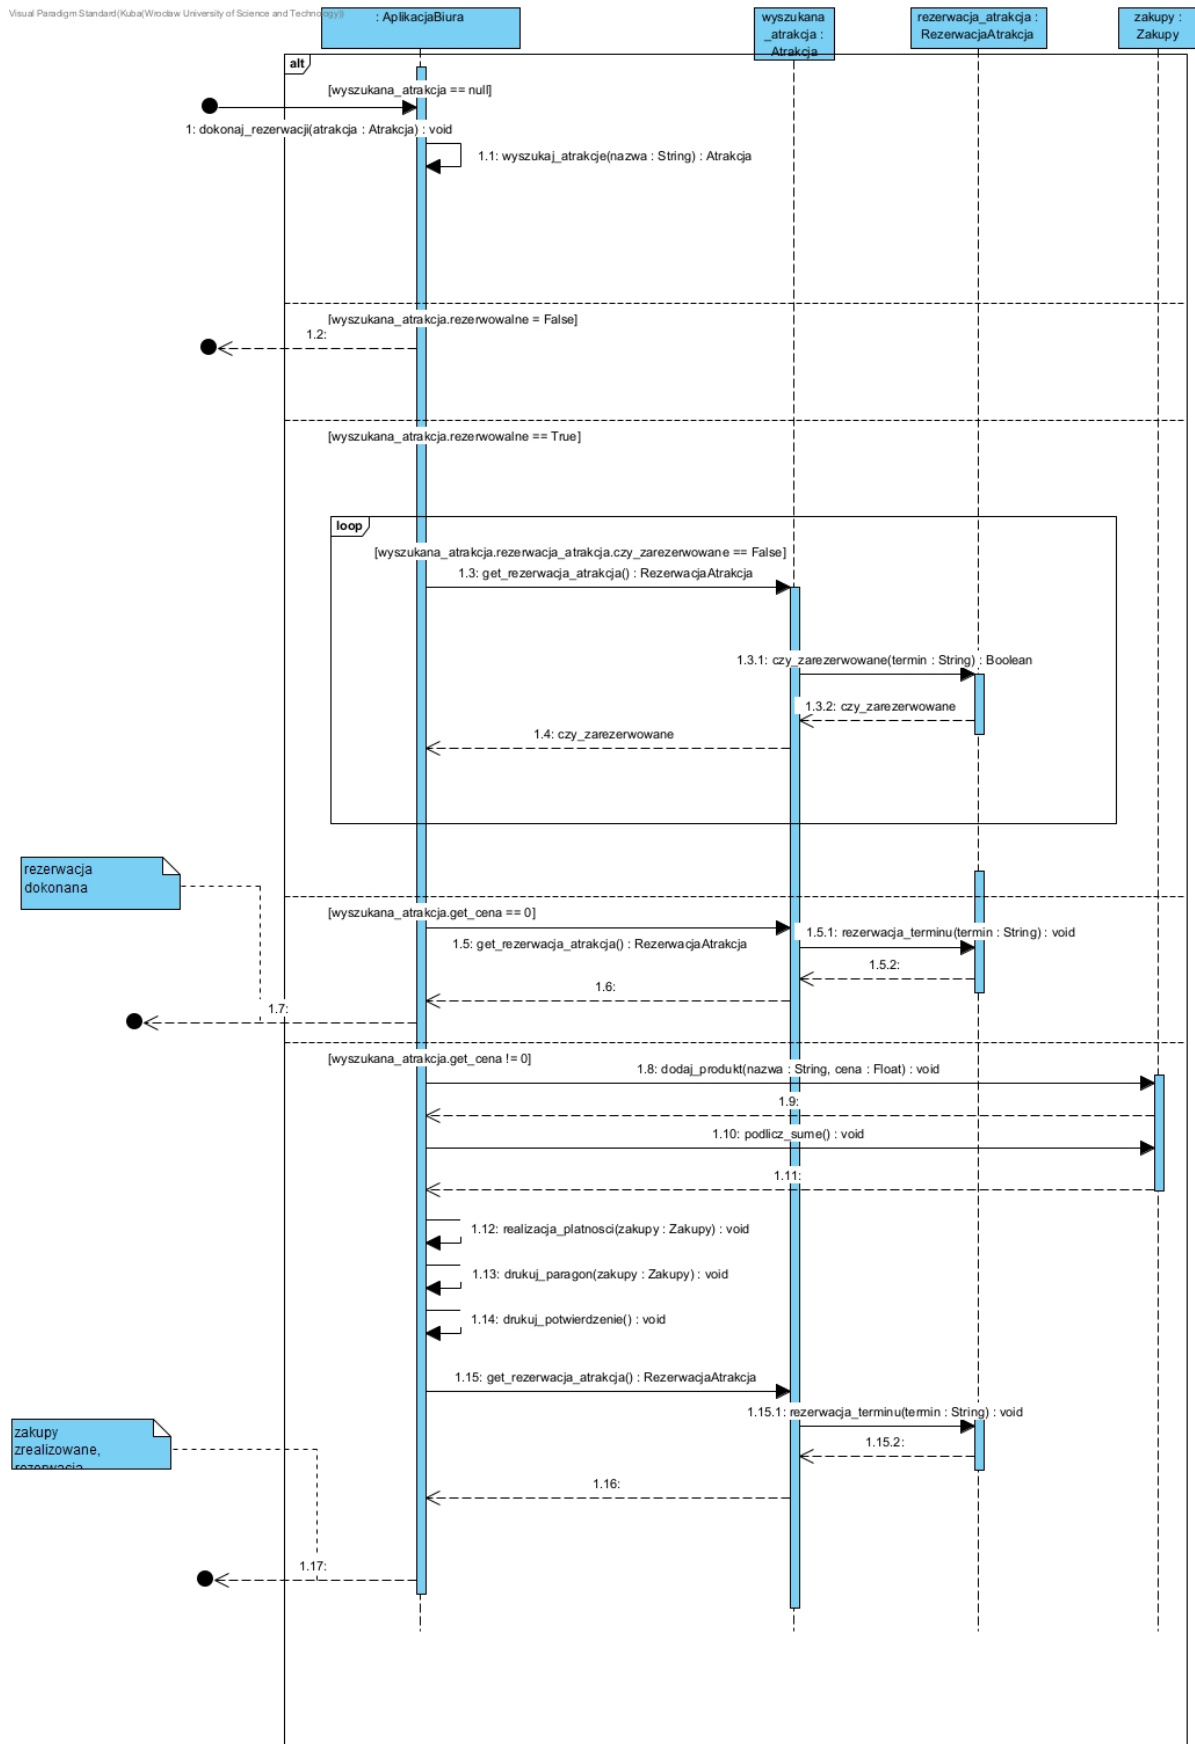 Visual Paradigm Standard(Kuba(Wrocław University of Science and Technology))
: AplikacjaBiura
wyszukana
_atrakcja :
Atrakcja
rezerwacja_atrakcja :
RezerwacjaAtrakcja
zakupy :
Zakupy
alt
[wyszukana_atrakcja == null]
1: dokonaj_rezerwacji(atrakcja : Atrakcja) : void
1.1: wyszukaj_atrakcje(nazwa : String) : Atrakcja
[wyszukana_atrakcja.rezerwowalne = False]
1.2:
[wyszukana_atrakcja.rezerwowalne == True]
loop
[wyszukana_atrakcja.rezerwacja_atrakcja.czy_zarezerwowane == False]
1.3: get_rezerwacja_atrakcja() : RezerwacjaAtrakcja
1.3.1: czy_zarezerwowane(termin : String) : Boolean
1.3.2: czy_zarezerwowane
1.4: czy_zarezerwowane
rezerwacja
dokonana
[wyszukana_atrakcja.get_cena == 0]
1.5: get_rezerwacja_atrakcja() : RezerwacjaAtrakcja
1.5.1: rezerwacja_terminu(termin : String) : void
1.5.2:
1.6:
1.7:
[wyszukana_atrakcja.get_cena != 0]
1.8: dodaj_produkt(nazwa : String, cena : Float) : void
1.9:
1.10: podlicz_sume() : void
1.11:
1.12: realizacja_platnosci(zakupy : Zakupy) : void
1.13: drukuj_paragon(zakupy : Zakupy) : void
1.14: drukuj_potwierdzenie() : void
1.15: get_rezerwacja_atrakcja() : RezerwacjaAtrakcja
1.15.1: rezerwacja_terminu(termin : String) : void
1.15.2:
zakupy
zrealizowane,
rezerwacja
1.16:
1.17: